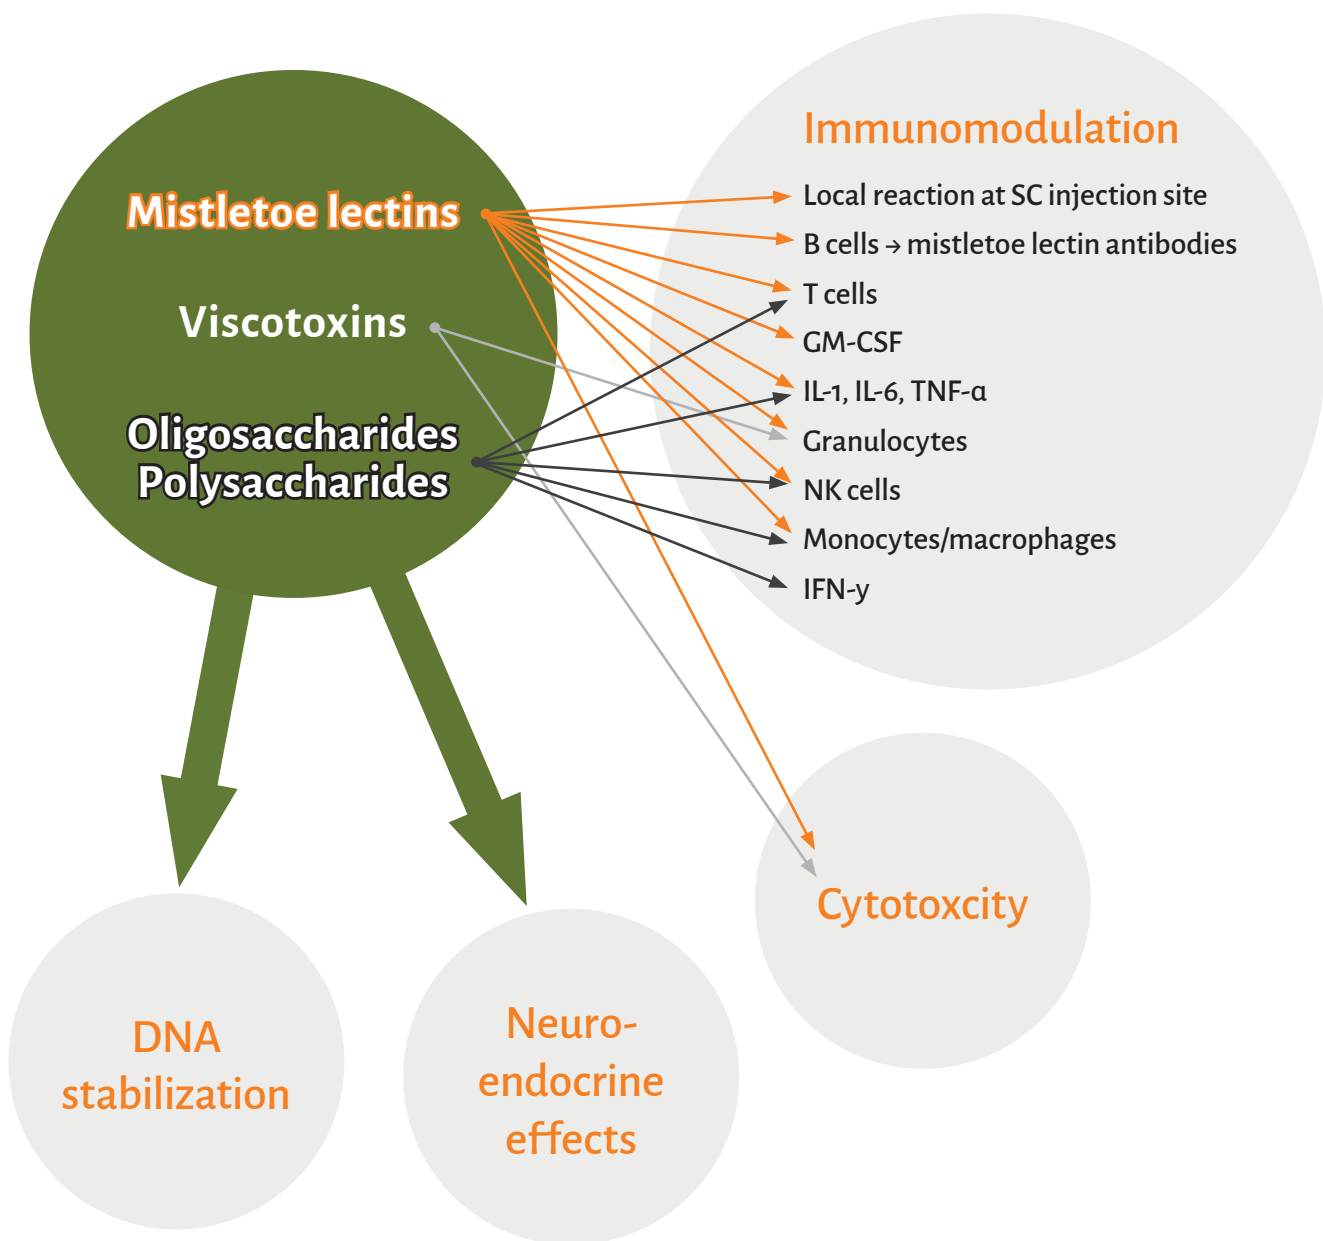 Mistletoe lectins
Viscotoxins
Oligosaccharides
Polysaccharides
Immunomodulation
Local reaction at SC injection site
B cells → mistletoe lectin antibodies
T cells
GM-CSF
IL-1, IL-6, TNF-α
Granulocytes
NK cells
Monocytes/macrophages
IFN-y
Cytotoxcity
DNA
stabilization
Neuro-
endocrine
effects